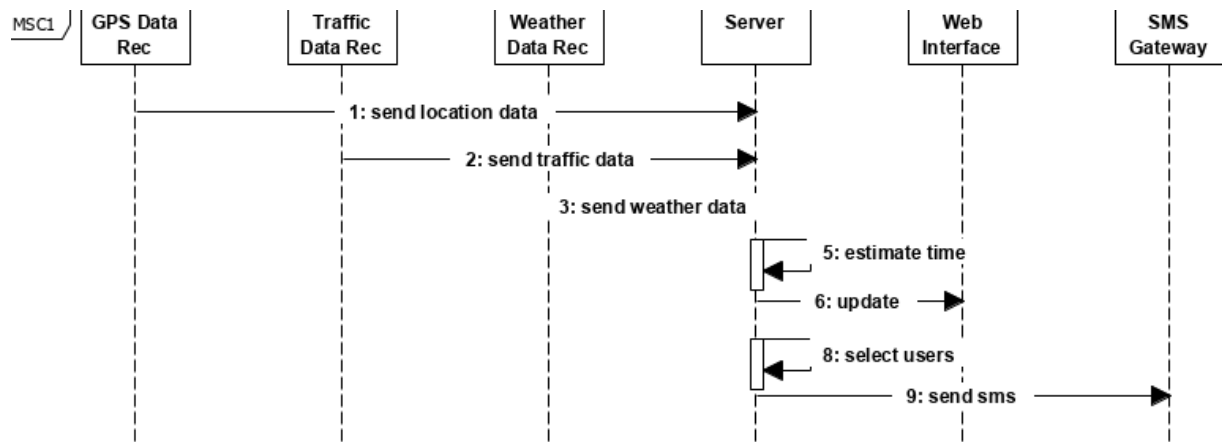 MSC1
GPS Data
Rec
Traffic
Data Rec
Weather
Data Rec
Server
Web
Interface
SMS
Gateway
1: send location data
2: send traffic data
3: send weather data
5: estimate time
6: update
8: select users
9: send sms